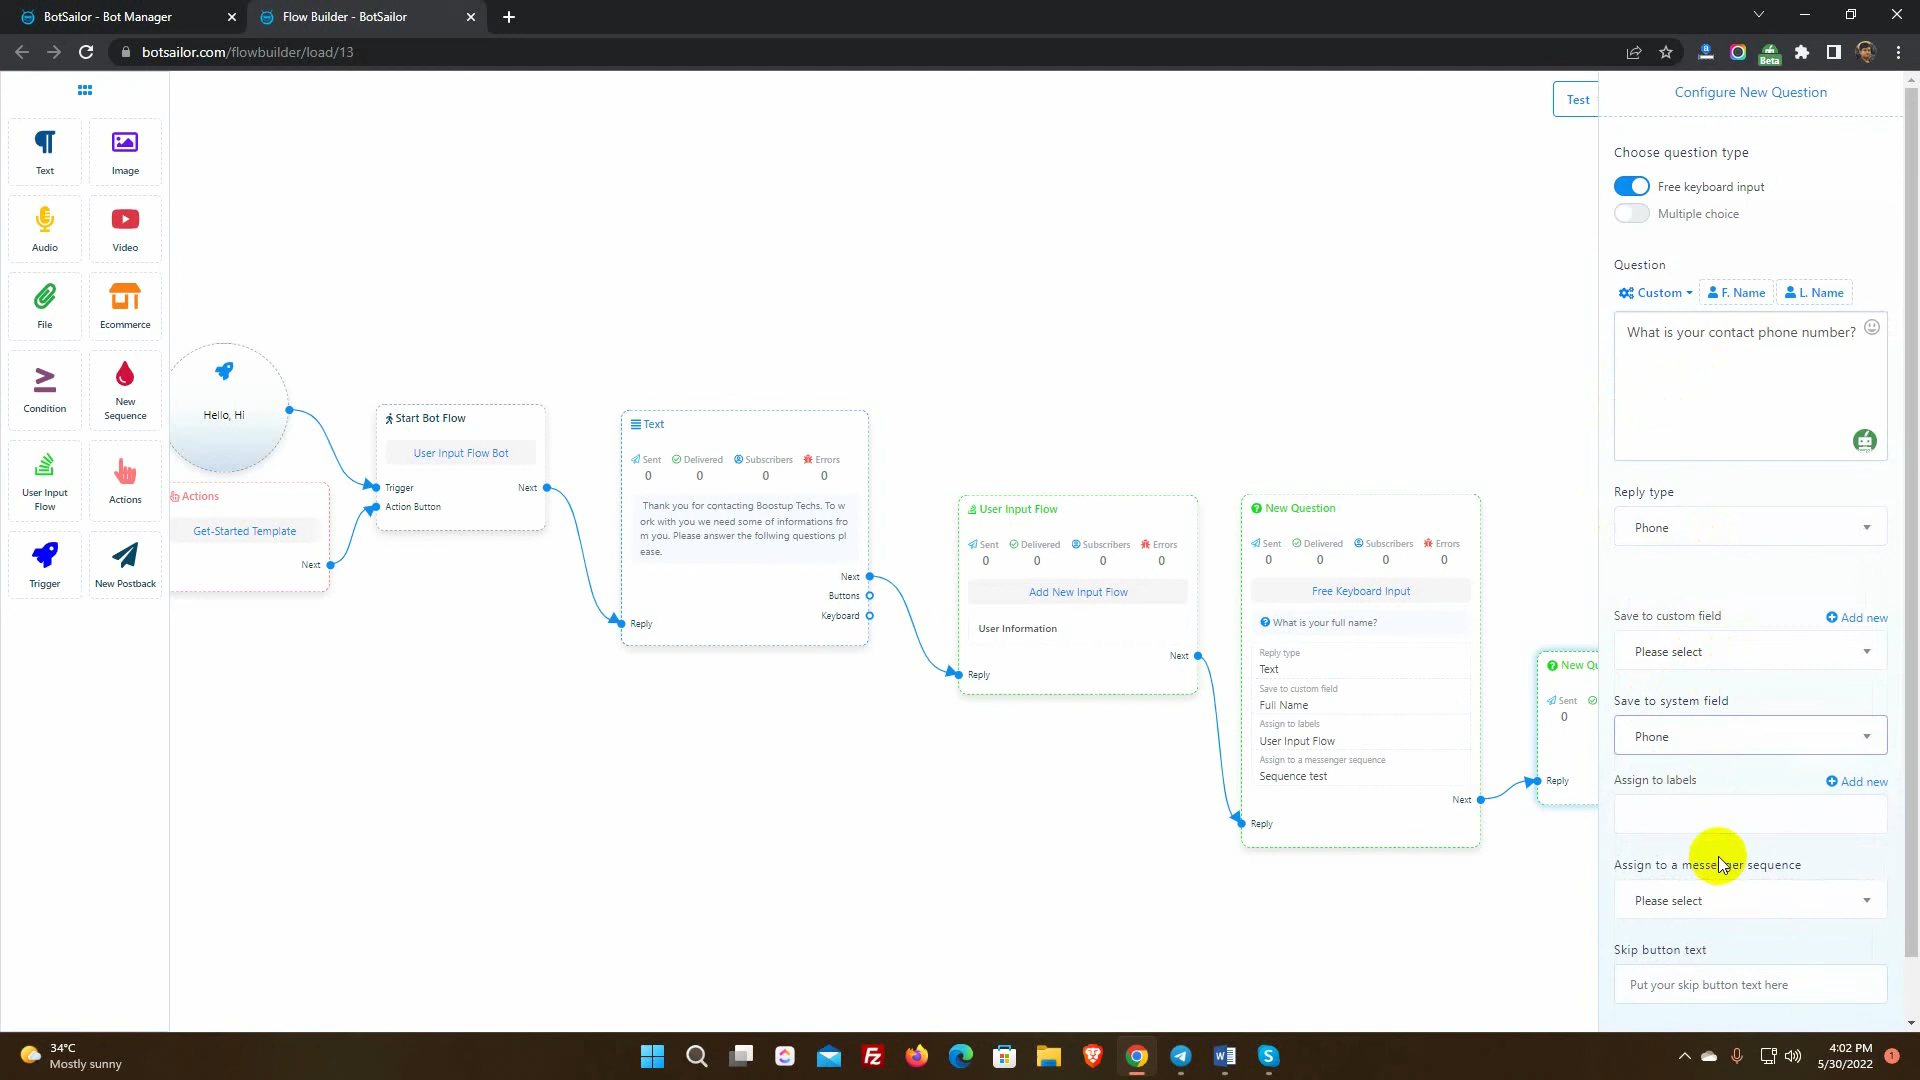 BotSailor - Bot Manager
Flow Builder - BotSailor
botsailor.com/flowbuilder/load/13
Beta
Text
Image
Audio
Video
File
Ecommerce
Condition
New
Sequence
User Input
Flow
Actions
Trigger
New Postback
Hello, Hi
Actions
Get-Started Template
Next
Start Bot Flow
User Input Flow Bot
Trigger
Next
Action Button
Text
Sent Delivered Subscribers Errors
0 0 0 0
Thank you for contacting Boostup Techs. To w
ork with you we need some of informations fro
m you. Please answer the follwing questions pl
ease.
Next
Buttons
Keyboard
Reply
User Input Flow
Sent Delivered Subscribers Errors
0 0 0 0
Add New Input Flow
User Information
Next
Reply
New Question
Sent Delivered Subscribers Errors
0 0 0 0
Free Keyboard Input
What is your full name?
Reply type
Text
Save to custom field
Full Name
Assign to labels
User Input Flow
Assign to a messenger sequence
Sequence test
Next
Reply
New Qu
Sent
0
Reply
Test
Configure New Question
Choose question type
Free keyboard input
Multiple choice
Question
Custom F. Name L. Name
What is your contact phone number?
Reply type
Phone
Save to custom field Add new
Please select
Save to system field
Phone
Assign to labels Add new
Assign to a messenger sequence
Please select
Skip button text
Put your skip button text here
34°C
Mostly sunny
4:02 PM
5/30/2022
1